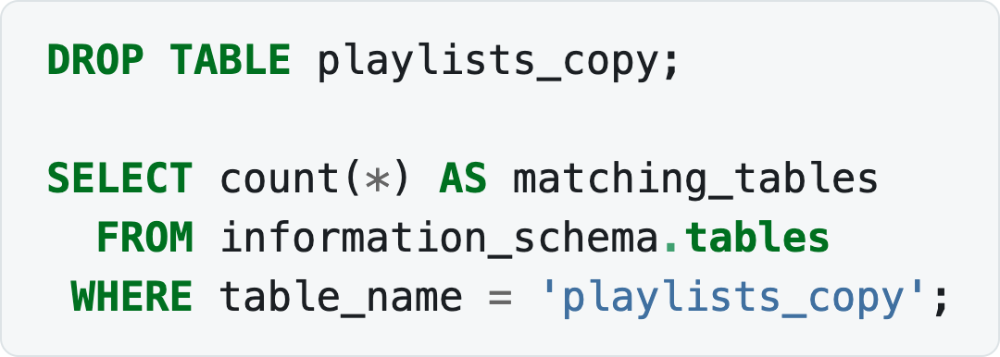 DROP TABLE playlists_copy;
SELECT count(*) AS matching_tables
FROM information_schema.tables
WHERE table_name = 'playlists_copy';